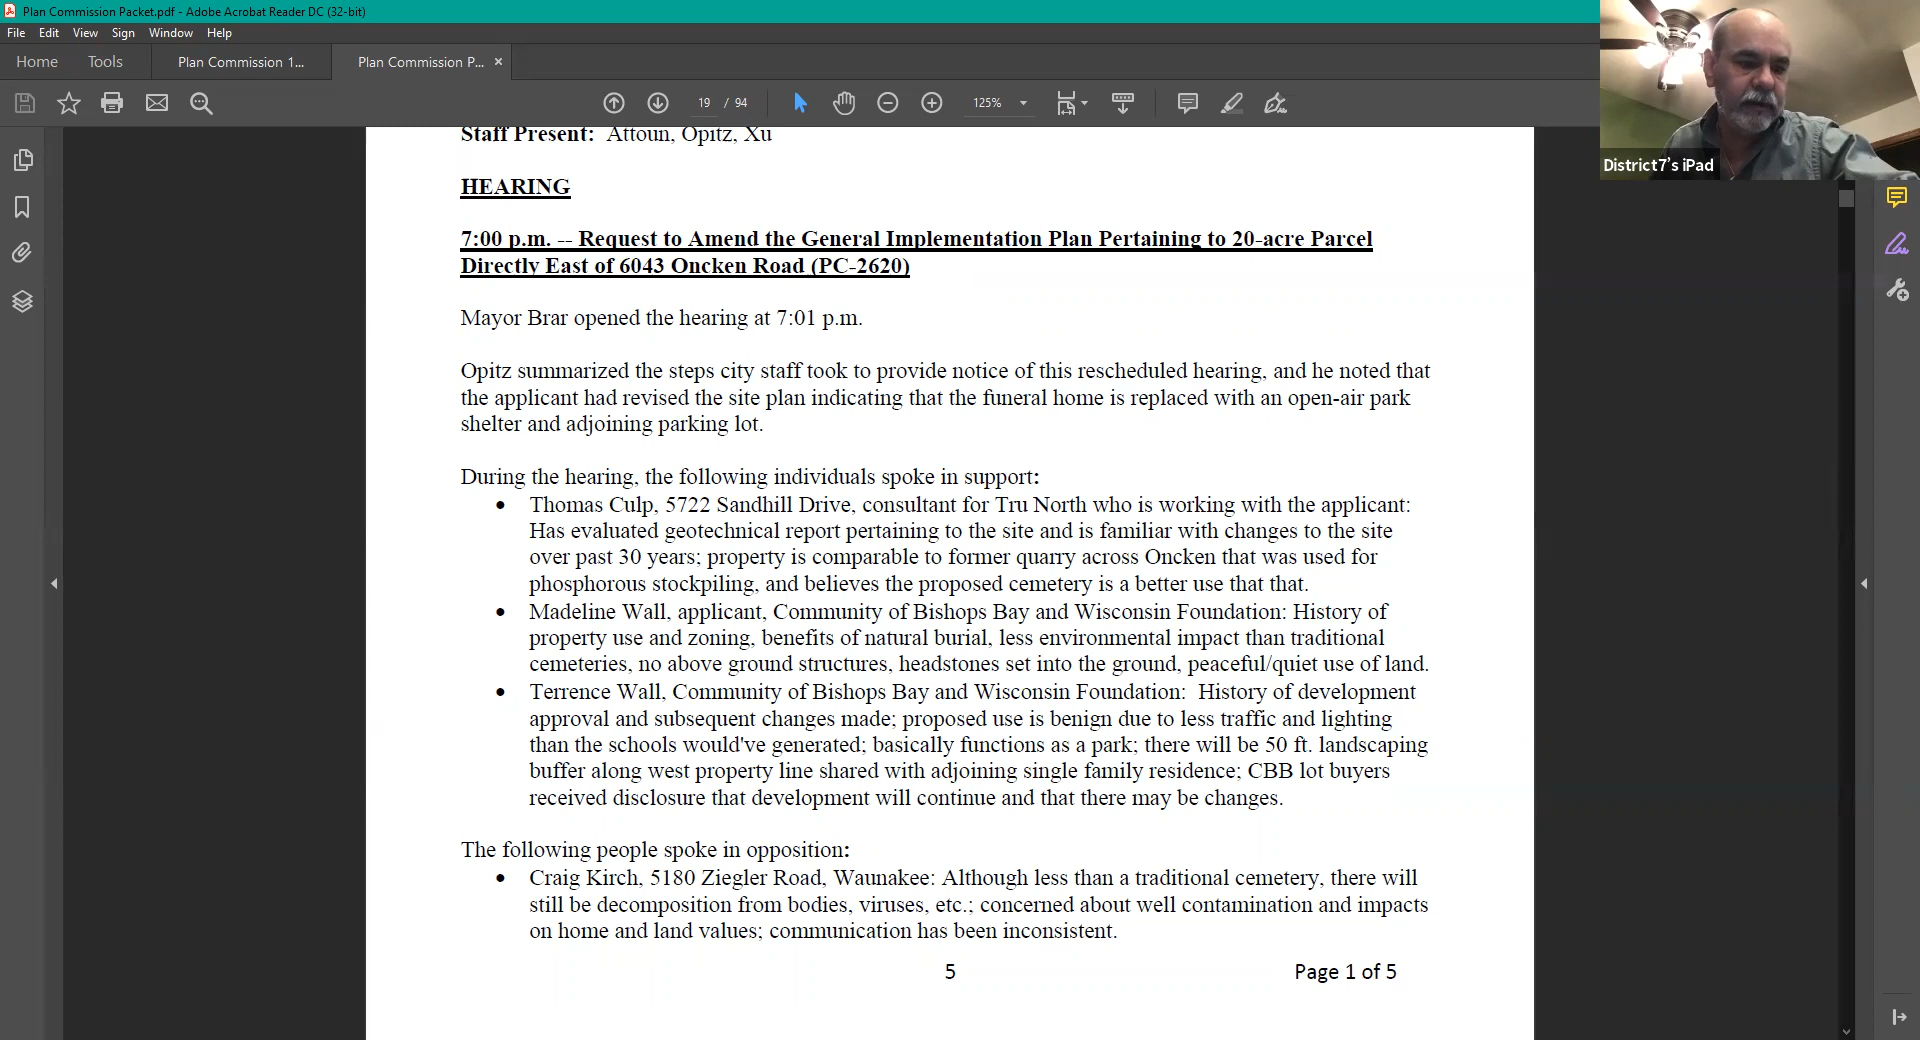 Plan Commission Packet.pdf - Adobe Acrobat Reader DC (32-bit)
File Edit View Sign Window Help
Home Tools Plan Commission 1... Plan Commission P... ×
19 / 94 125%
District7's iPad
Staff Present: Attoun, Opitz, Xu
HEARING
7:00 p.m. -- Request to Amend the General Implementation Plan Pertaining to 20-acre Parcel
Directly East of 6043 Oncken Road (PC-2620)
Mayor Brar opened the hearing at 7:01 p.m.
Opitz summarized the steps city staff took to provide notice of this rescheduled hearing, and he noted that
the applicant had revised the site plan indicating that the funeral home is replaced with an open-air park
shelter and adjoining parking lot.
During the hearing, the following individuals spoke in support:
• Thomas Culp, 5722 Sandhill Drive, consultant for Tru North who is working with the applicant:
Has evaluated geotechnical report pertaining to the site and is familiar with changes to the site
over past 30 years; property is comparable to former quarry across Oncken that was used for
phosphorous stockpiling, and believes the proposed cemetery is a better use that that.
• Madeline Wall, applicant, Community of Bishops Bay and Wisconsin Foundation: History of
property use and zoning, benefits of natural burial, less environmental impact than traditional
cemeteries, no above ground structures, headstones set into the ground, peaceful/quiet use of land.
• Terrence Wall, Community of Bishops Bay and Wisconsin Foundation: History of development
approval and subsequent changes made; proposed use is benign due to less traffic and lighting
than the schools would've generated; basically functions as a park; there will be 50 ft. landscaping
buffer along west property line shared with adjoining single family residence; CBB lot buyers
received disclosure that development will continue and that there may be changes.
The following people spoke in opposition:
• Craig Kirch, 5180 Ziegler Road, Waunakee: Although less than a traditional cemetery, there will
still be decomposition from bodies, viruses, etc.; concerned about well contamination and impacts
on home and land values; communication has been inconsistent.
5 Page 1 of 5